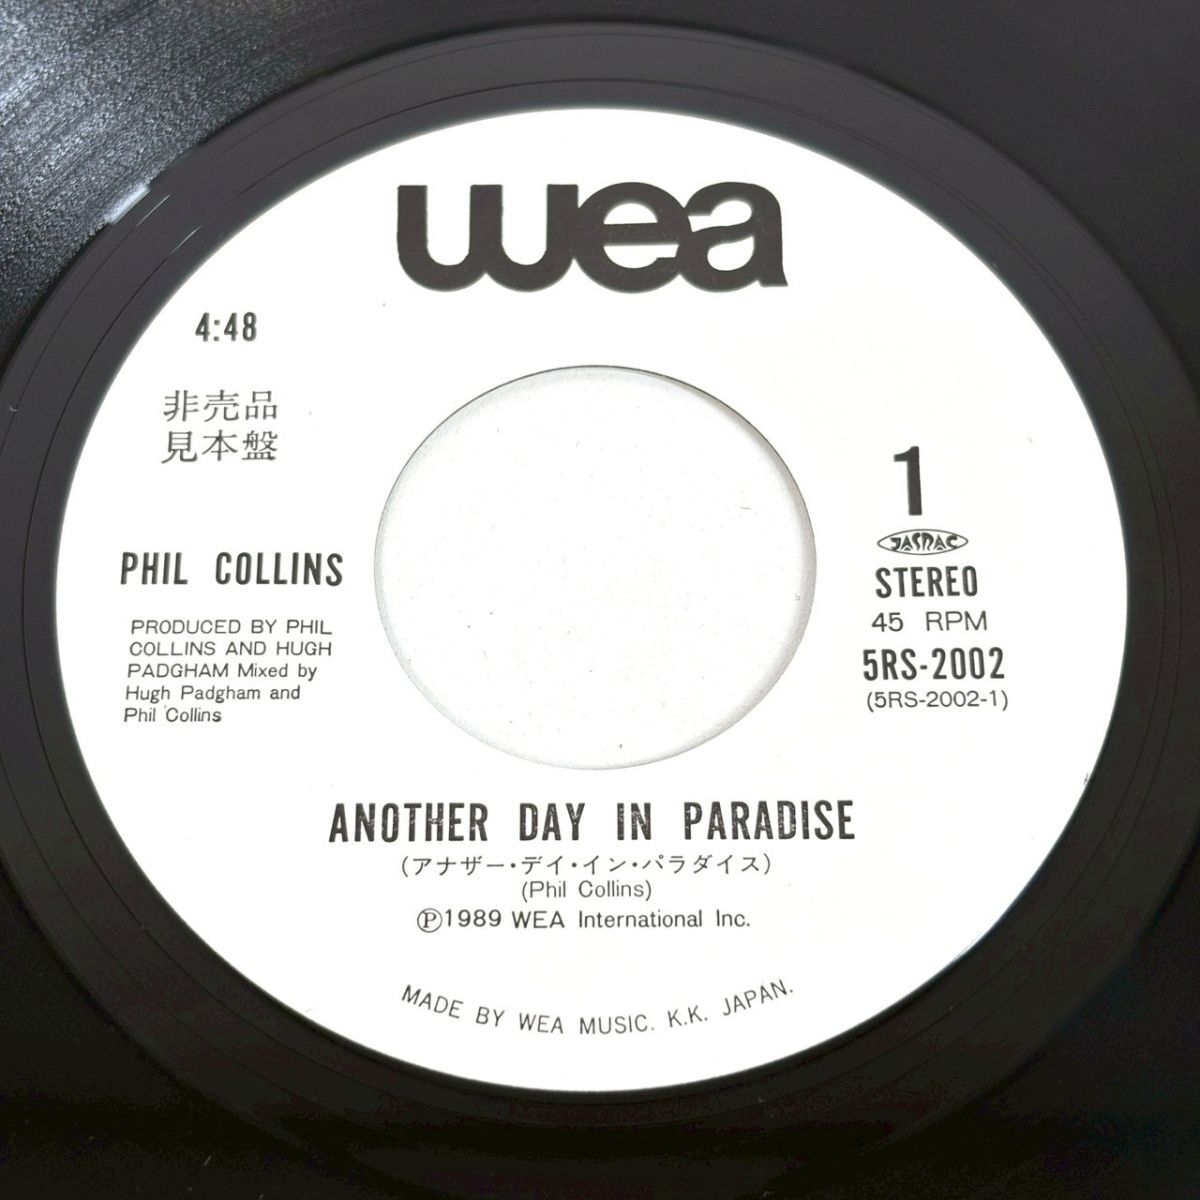 wea
4:48
非売品
見本盤
1
JASRAC
STEREO
45 RPM
5RS-2002
(5RS-2002-1)
PHIL COLLINS
PRODUCED BY PHIL
COLLINS AND HUGH
PADGHAM Mixed by
Hugh Padgham and
Phil Collins
ANOTHER DAY IN PARADISE
(アナザー・デイ・イン・パラダイス)
(Phil Collins)
Ⓟ1989 WEA International Inc.
MADE BY WEA MUSIC. K.K. JAPAN.